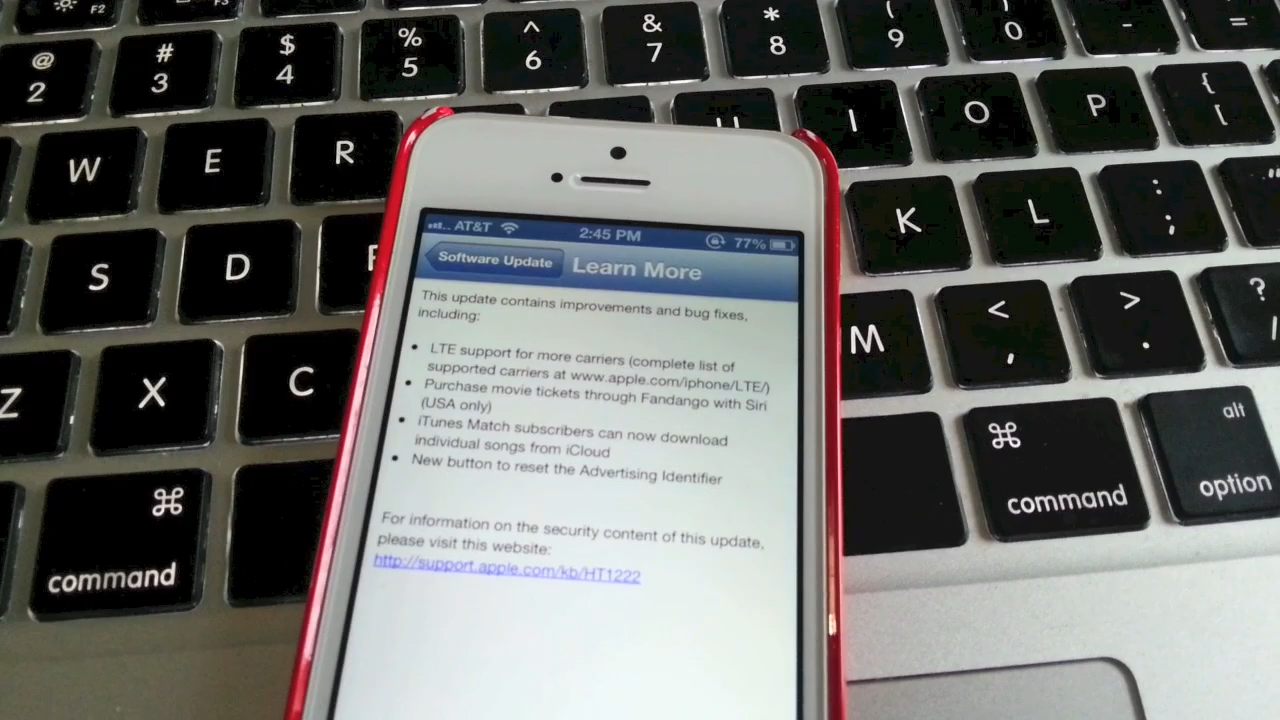 F2
F3
@ # $ % ^ & * ( ) - =
2 3 4 5 6 7 8 9 0
W E R U I O P { [
S D F K L : ;
Z X C M < , > . ? /
⌘ command
⌘ command
alt option
AT&T 2:45 PM 77%
Software Update Learn More
This update contains improvements and bug fixes,
including:
• LTE support for more carriers (complete list of
supported carriers at www.apple.com/iphone/LTE/)
• Purchase movie tickets through Fandango with Siri
(USA only)
• iTunes Match subscribers can now download
individual songs from iCloud
• New button to reset the Advertising Identifier
For information on the security content of this update,
please visit this website:
http://support.apple.com/kb/HT1222